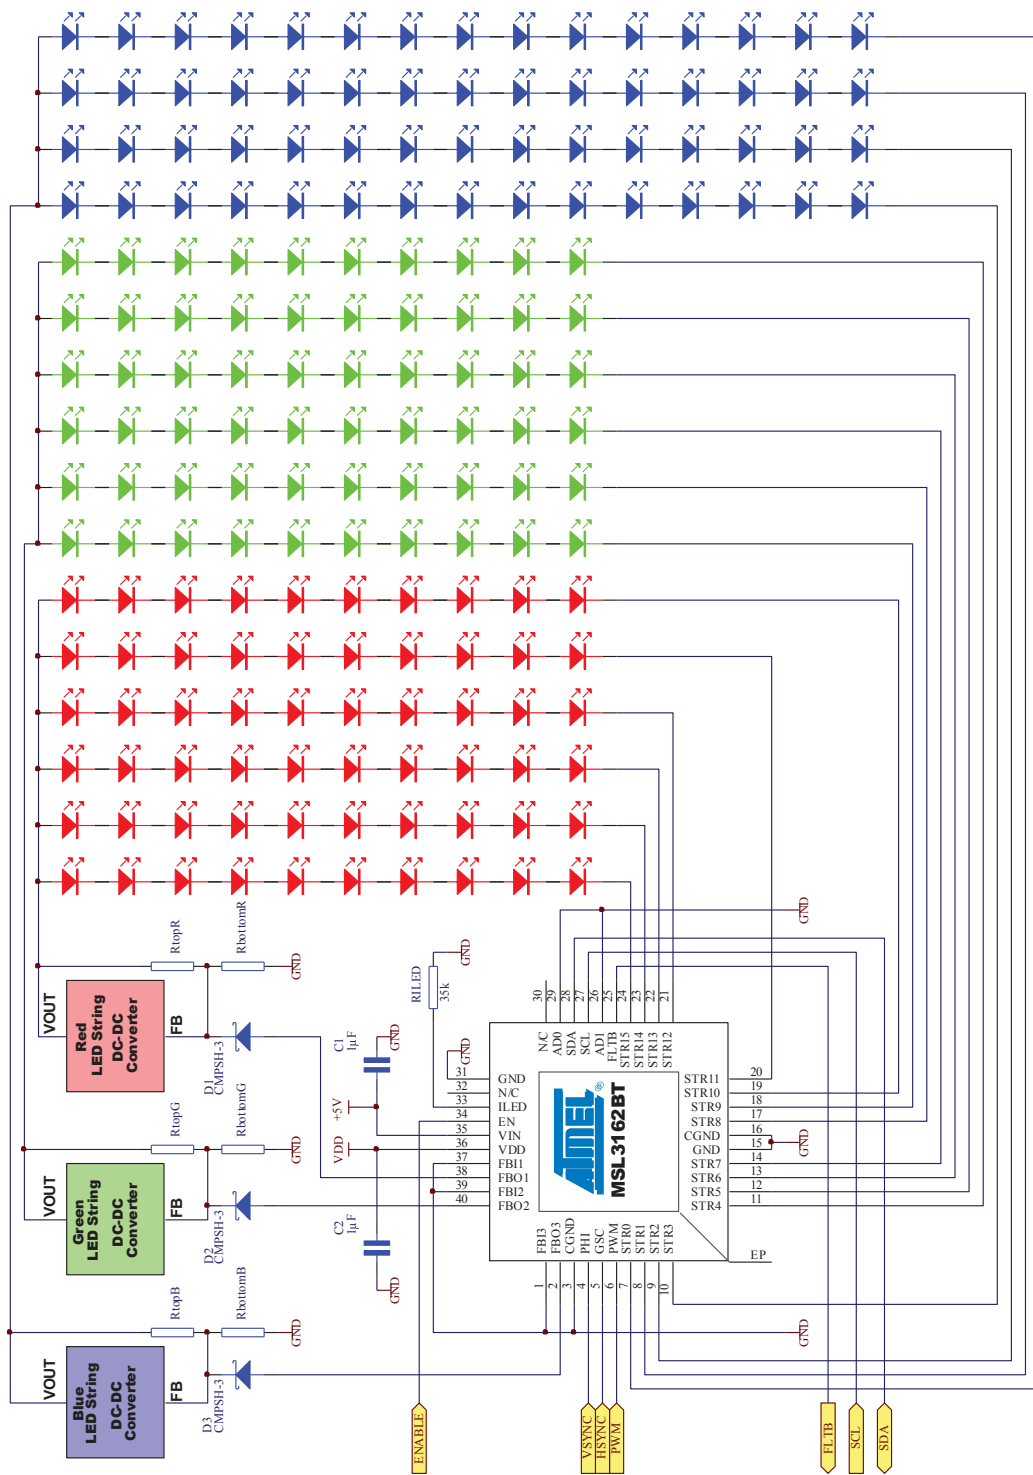 RtopR
RbottomR
GND
VOUT
Red
LED String
DC-DC
Converter
FB
D1
CMPSH-3
RtopG
RbottomG
GND
VOUT
Green
LED String
DC-DC
Converter
FB
D2
CMPSH-3
RtopB
RbottomB
GND
VOUT
Blue
LED String
DC-DC
Converter
FB
D3
CMPSH-3
RILED
35k
GND
GND
C1
1µF
GND
+5V
VDD
C2
1µF
GND
31 GND
32 N/C
33 ILED
34 EN
35 VIN
36 VDD
37 FBI1
38 FBO1
39 FBI2
40 FBO2
30 N/C
29 AD0
28 SDA
27 SCL
26 AD1
25 FLTB
24 STR15
23 STR14
22 STR13
21 STR12
GND
STR11 20
STR10 19
STR9 18
STR8 17
CGND 16
GND 15
STR7 14
STR6 13
STR5 12
STR4 11
GND
ATMEL
®
MSL3162BT
FBI3 1
FBO3 2
CGND 3
PHI 4
GSC 5
PWM 6
STR0 7
STR1 8
STR2 9
STR3 10
EP
GND
ENABLE
VSYNC
HSYNC
PWM
FLTB
SCL
SDA